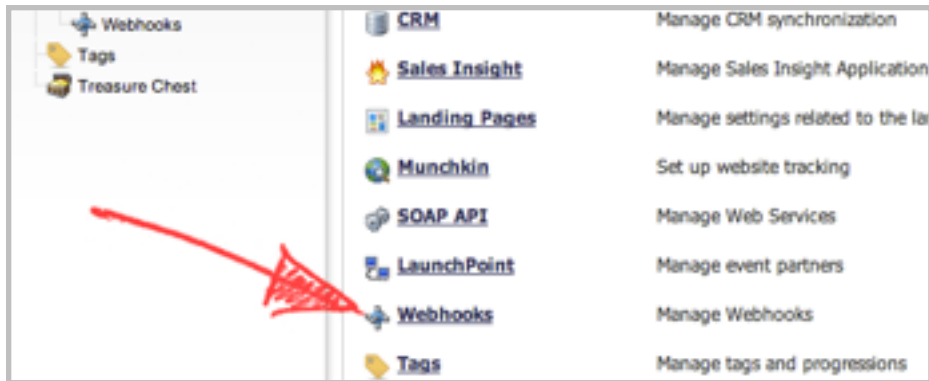 Webhooks
Tags
Treasure Chest
CRM Manage CRM synchronization
Sales Insight Manage Sales Insight Application
Landing Pages Manage settings related to the
Munchkin Set up website tracking
SOAP API Manage Web Services
LaunchPoint Manage event partners
Webhooks Manage Webhooks
Tags Manage tags and progressions